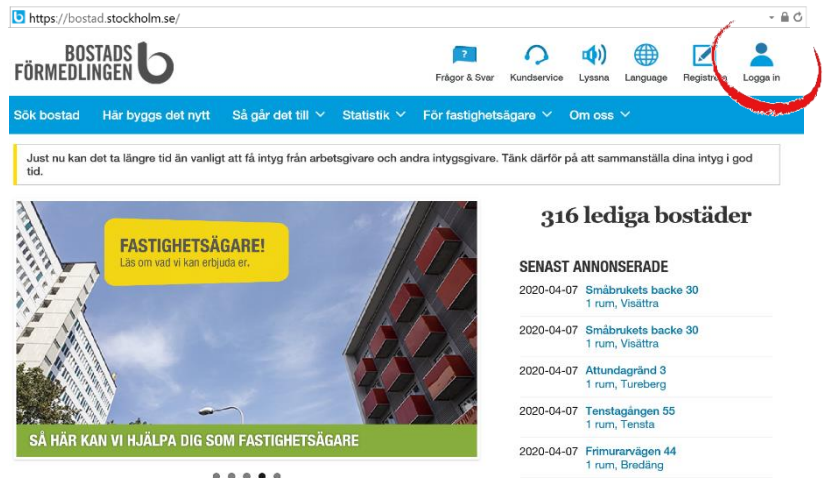 https://bostad.stockholm.se/
BOSTADS
FÖRMEDLINGEN
Frågor & Svar Kundservice Lyssna Language Registrera Logga in
Sök bostad Här byggs det nytt Så går det till Statistik För fastighetsägare Om oss
Just nu kan det ta längre tid än vanligt att få intyg från arbetsgivare och andra intygsgivare. Tänk därför på att sammanställa dina intyg i god
tid.
FASTIGHETSÄGARE!
Läs om vad vi kan erbjuda er.
SÅ HÄR KAN VI HJÄLPA DIG SOM FASTIGHETSÄGARE
316 lediga bostäder
SENAST ANNONSERADE
2020-04-07 Småbrukets backe 30
1 rum, Visättra
2020-04-07 Småbrukets backe 30
1 rum, Visättra
2020-04-07 Attundagränd 3
1 rum, Tureberg
2020-04-07 Tenstagången 55
1 rum, Tensta
2020-04-07 Frimurarvägen 44
1 rum, Bredäng